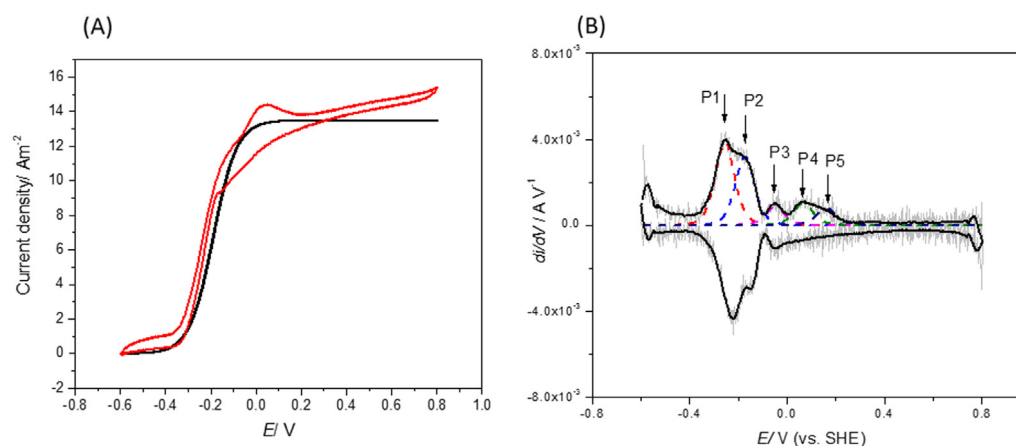 (A)
Current density/ Am⁻²
16
14
12
10
8
6
4
2
0
-2
-0.8 -0.6 -0.4 -0.2 0.0 0.2 0.4 0.6 0.8 1.0
E/ V
(B)
di/dV / A V⁻¹
8.0x10⁻³
4.0x10⁻³
0.0
-4.0x10⁻³
-8.0x10⁻³
P1
P2
P3
P4
P5
-0.8 -0.4 0.0 0.4 0.8
E/ V (vs. SHE)